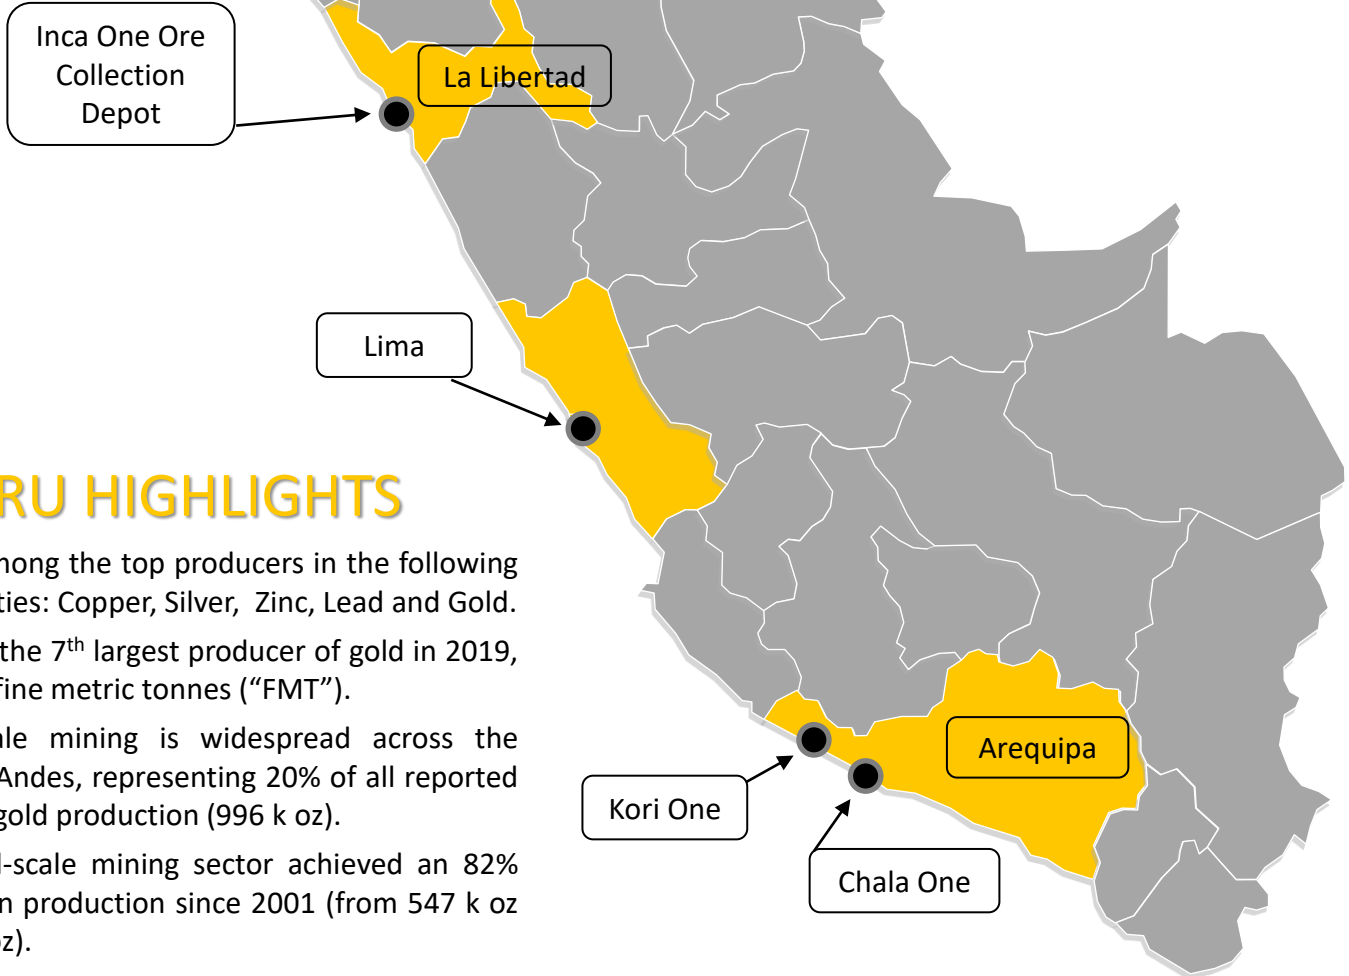 Inca One Ore
Collection
Depot
La Libertad
Lima
RU HIGHLIGHTS
mong the top producers in the following
ties: Copper, Silver, Zinc, Lead and Gold.
the 7th largest producer of gold in 2019,
fine metric tonnes (“FMT”).
ale mining is widespread across the
Andes, representing 20% of all reported
gold production (996 k oz).
l-scale mining sector achieved an 82%
n production since 2001 (from 547 k oz
oz).
Arequipa
Kori One
Chala One